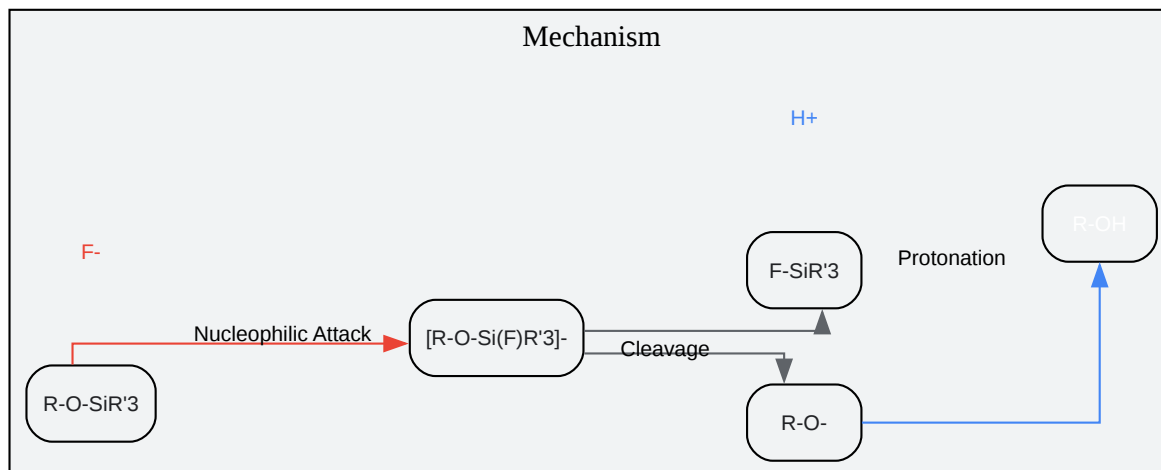 Mechanism
H+
R-OH
F-
Protonation
F-SiR'3
Nucleophilic Attack
[R-O-Si(F)R'3]-
Cleavage
R-O-SiR'3
R-O-